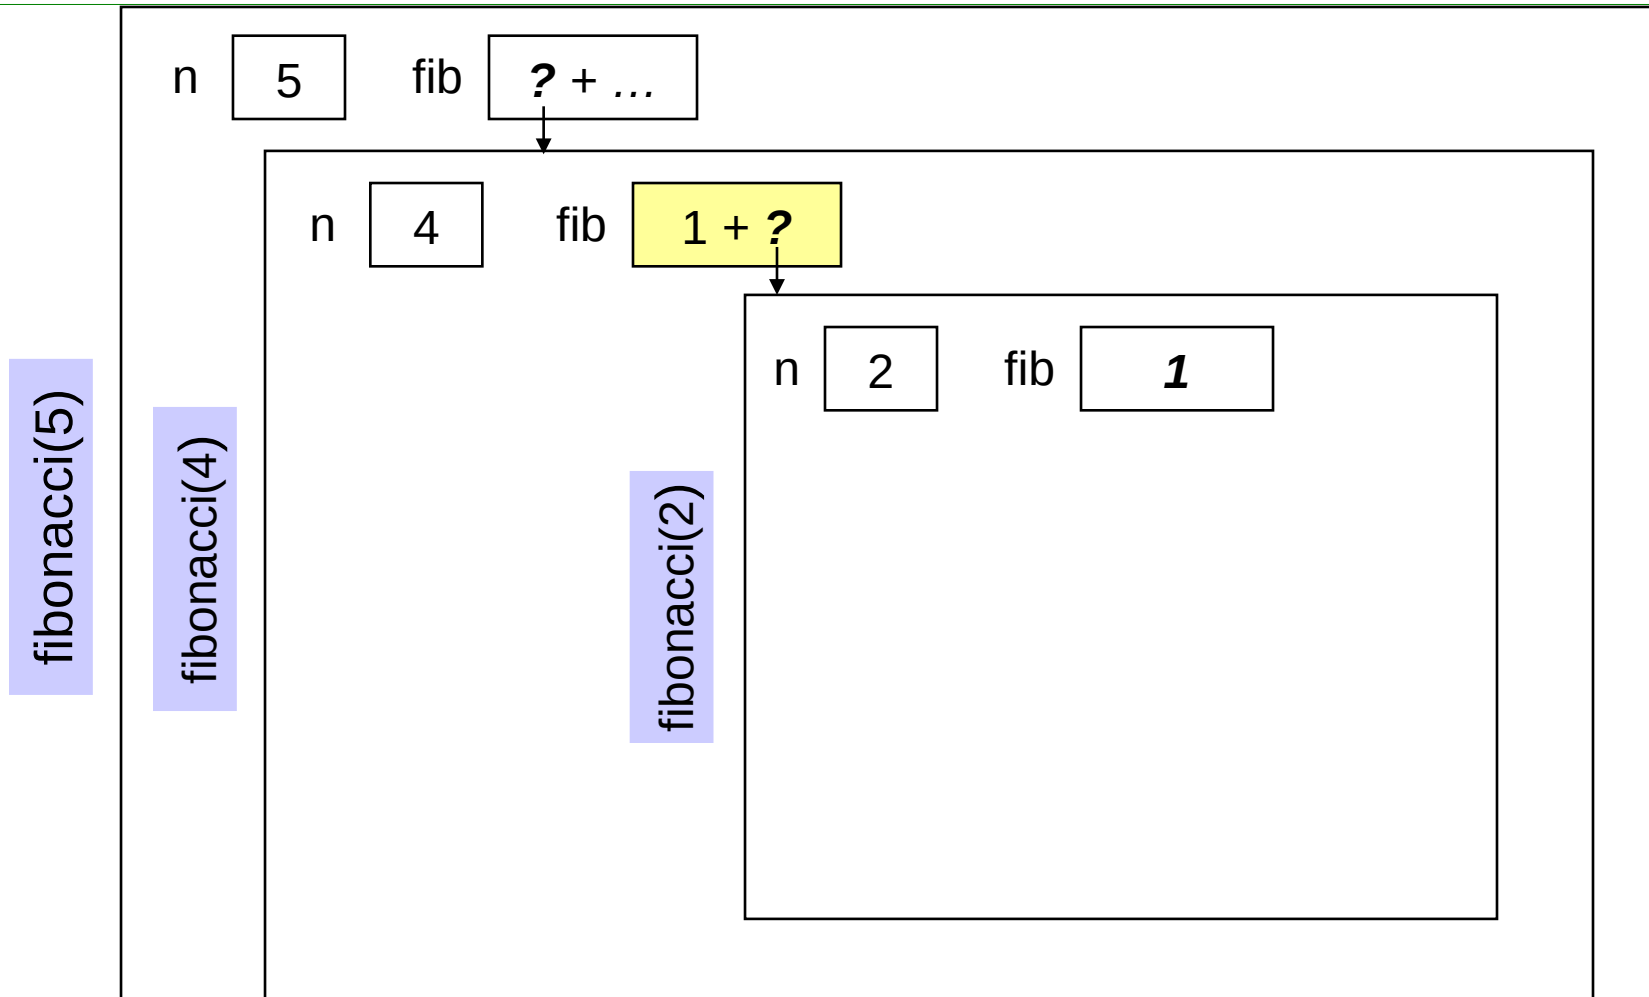 n 5 fib ? + ...
n 4 fib 1 + ?
n 2 fib 1
fibonacci(5)
fibonacci(4)
fibonacci(2)